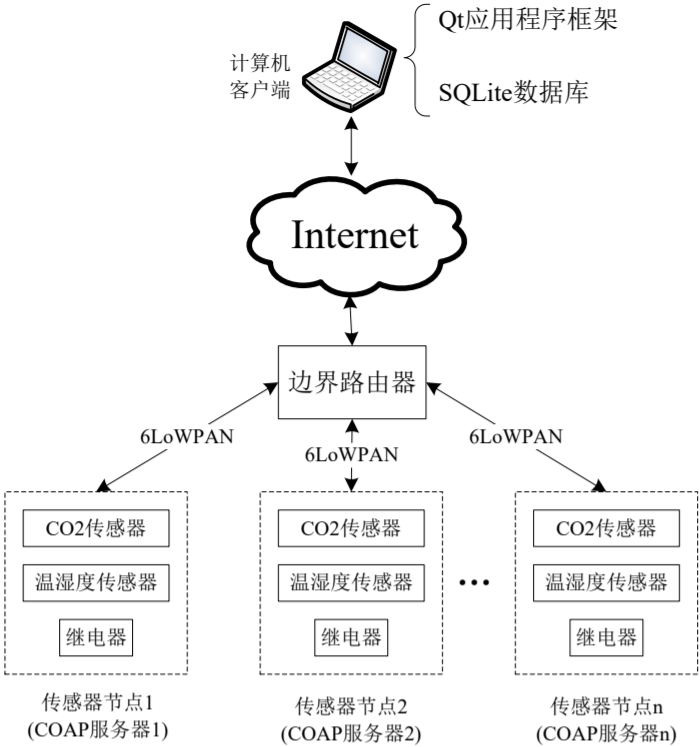 计算机
客户端
Qt应用程序框架
SQLite数据库
Internet
边界路由器
6LoWPAN
6LoWPAN
6LoWPAN
CO2传感器
温湿度传感器
继电器
CO2传感器
温湿度传感器
继电器
...
CO2传感器
温湿度传感器
继电器
传感器节点1
(COAP服务器1)
传感器节点2
(COAP服务器2)
传感器节点n
(COAP服务器n)